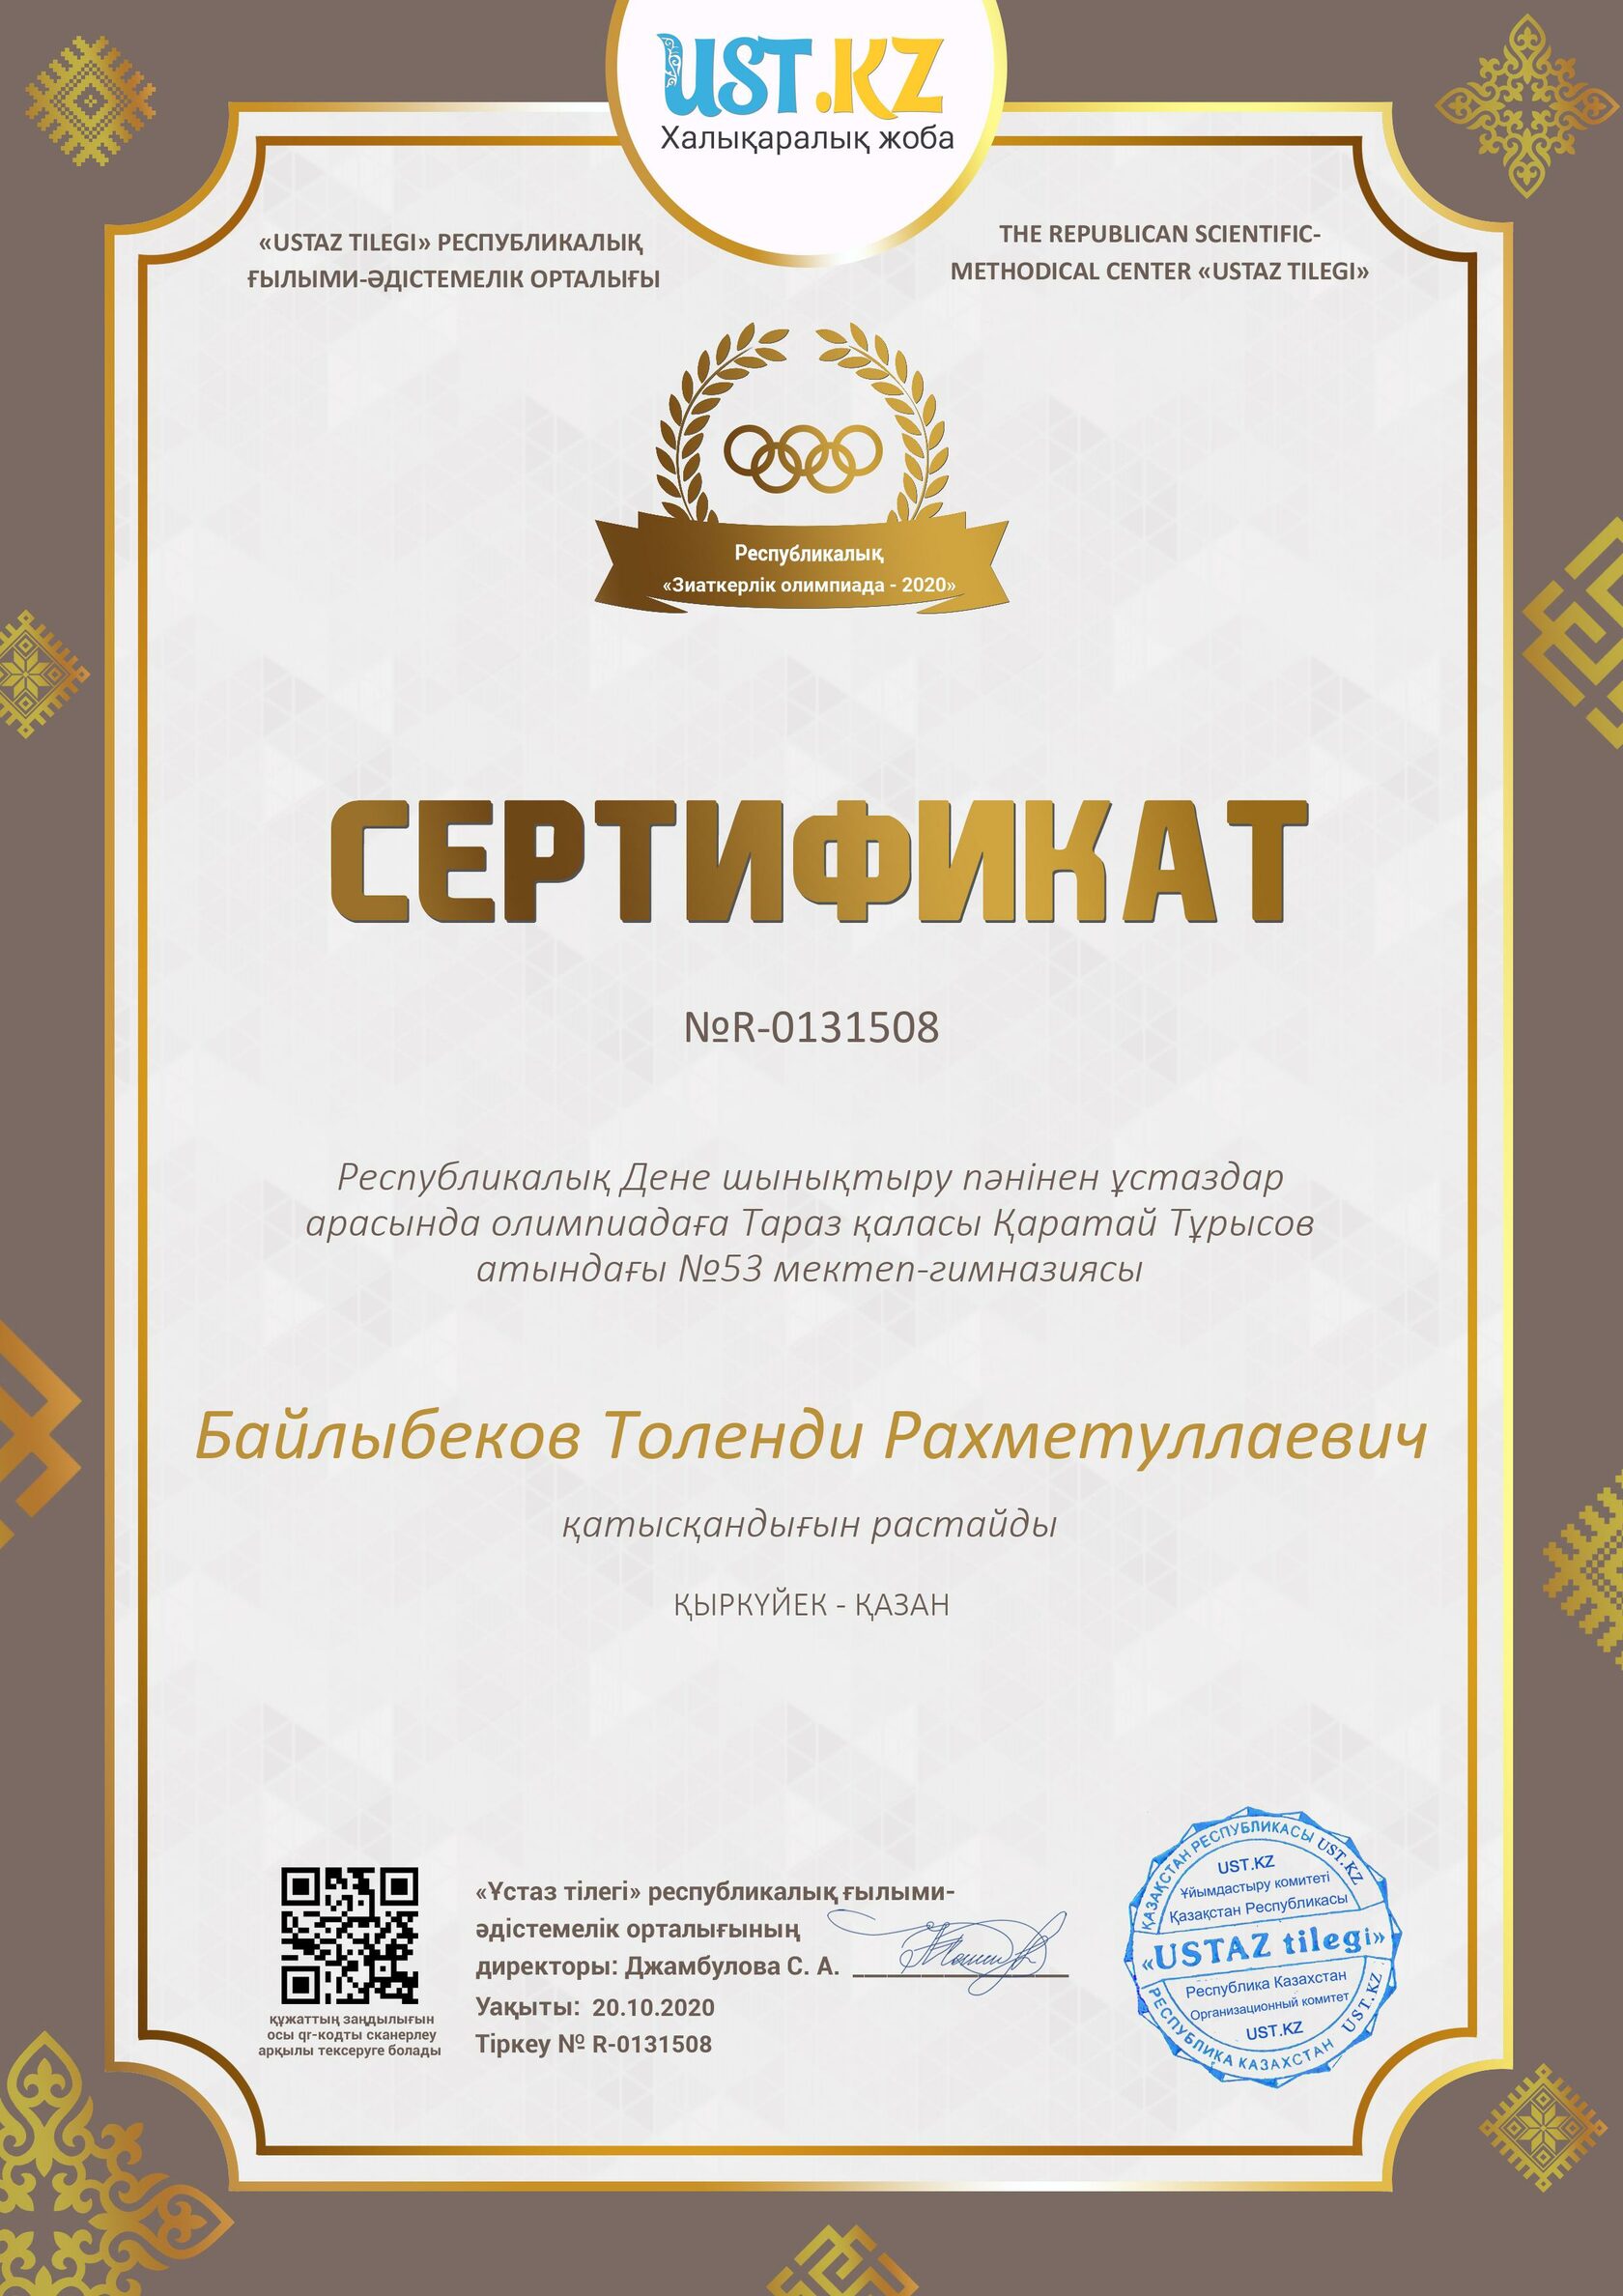 UST.KZ
Халықаралық жоба
«USTAZ TILEGI» РЕСПУБЛИКАЛЫҚ
ҒЫЛЫМИ-ӘДІСТЕМЕЛІК ОРТАЛЫҒЫ
THE REPUBLICAN SCIENTIFIC-
METHODICAL CENTER «USTAZ TILEGI»
Республикалық
«Зиаткерлік олимпиада - 2020»
СЕРТИФИКАТ
№R-0131508
Республикалық Дене шынықтыру пәнінен ұстаздар
арасында олимпиадаға Тараз қаласы Қаратай Тұрысов
атындағы №53 мектеп-гимназиясы
Байлыбеков Толенди Рахметуллаевич
қатысқандығын растайды
ҚЫРКҮЙЕК - ҚАЗАН
құжаттың заңдылығын
осы qr-кодты сканерлеу
арқылы тексеруге болады
«Ұстаз тілегі» республикалық ғылыми-
әдістемелік орталығының
директоры: Джамбулова С. А.
Уақыты: 20.10.2020
Тіркеу № R-0131508
ҚАЗАҚСТАН РЕСПУБЛИКАСЫ UST.KZ
UST.KZ
Ұйымдастыру комитеті
Қазақстан Республикасы
«USTAZ tilegi»
Республика Казахстан
Организационный комитет
UST.KZ
РЕСПУБЛИКА КАЗАХСТАН UST.KZ